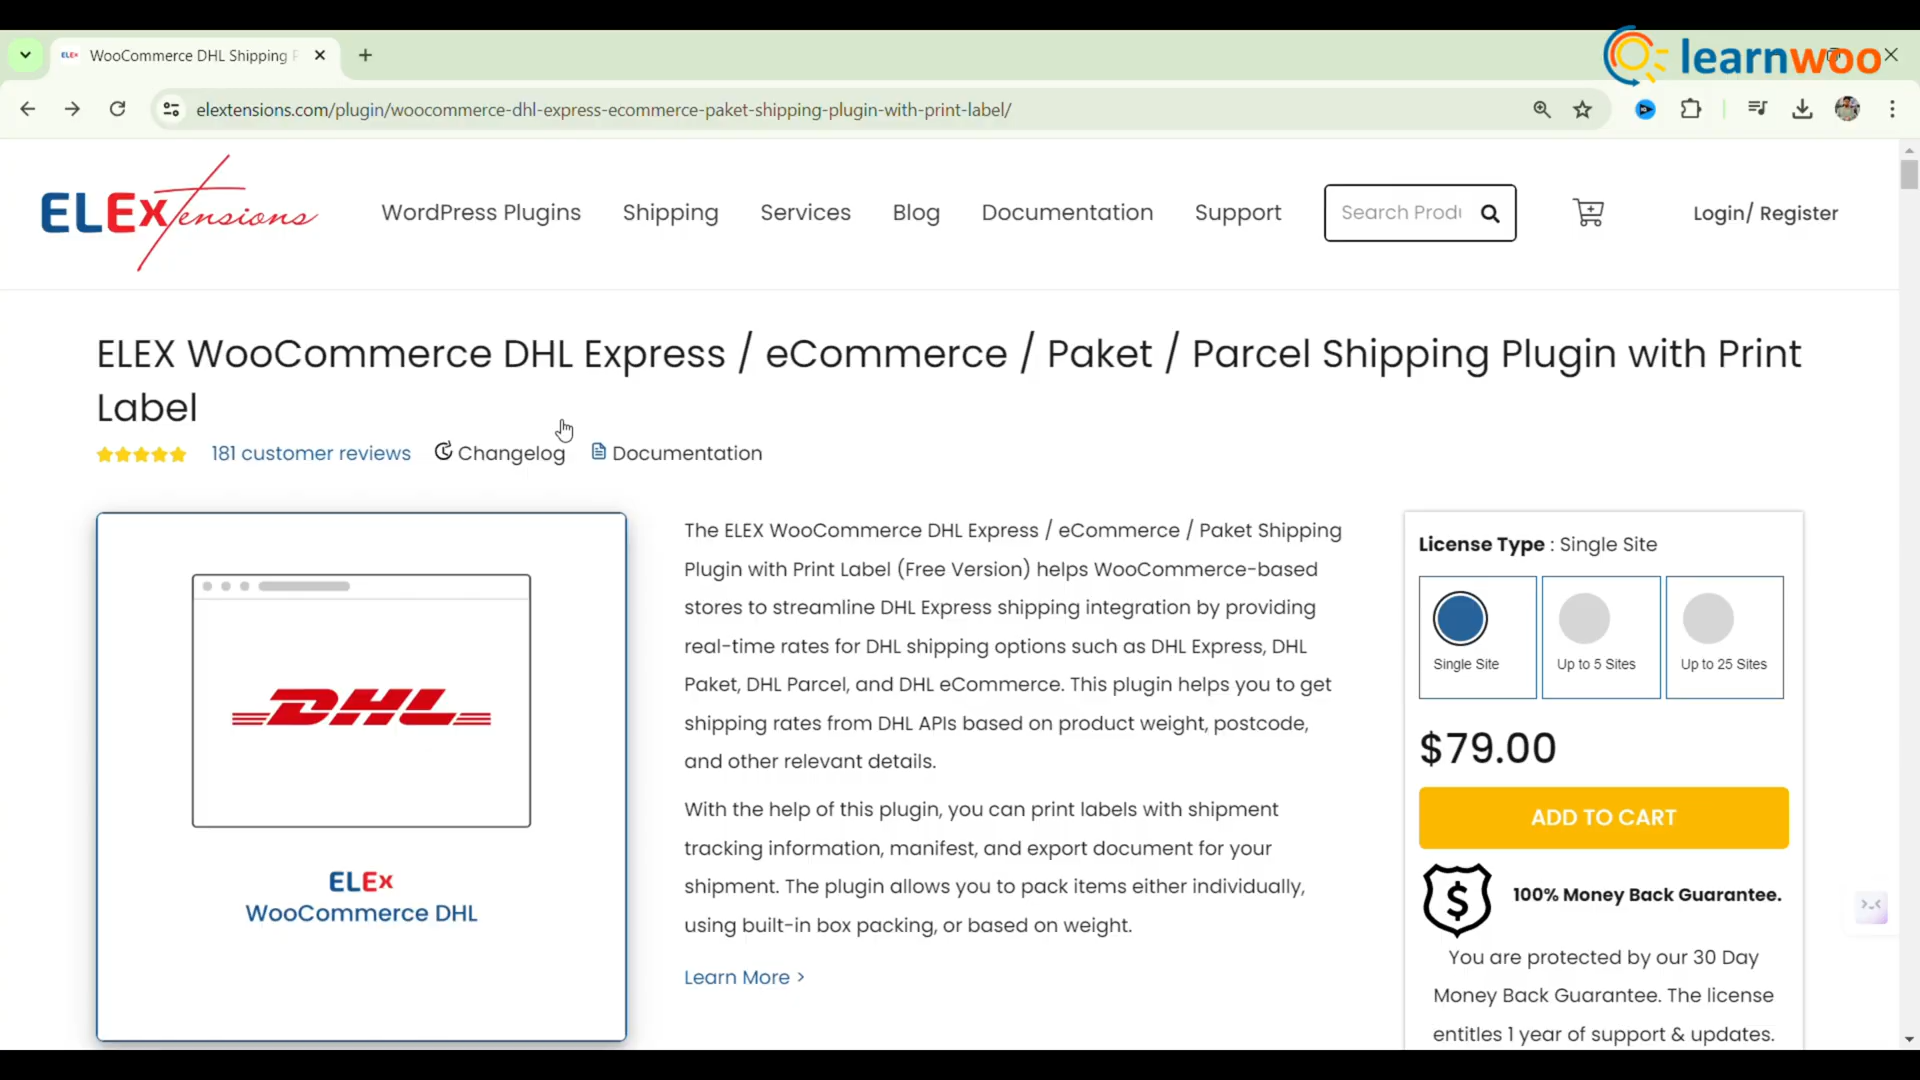 learnwoo
ELEX WooCommerce DHL Shipping P
elextensions.com/plugin/woocommerce-dhl-express-ecommerce-paket-shipping-plugin-with-print-label/
ELEXtensions
WordPress Plugins Shipping Services Blog Documentation Support Search Produ Login/ Register
ELEX WooCommerce DHL Express / eCommerce / Paket / Parcel Shipping Plugin with Print
Label
181 customer reviews Changelog Documentation
DHL
ELEX
WooCommerce DHL
The ELEX WooCommerce DHL Express / eCommerce / Paket Shipping
Plugin with Print Label (Free Version) helps WooCommerce-based
stores to streamline DHL Express shipping integration by providing
real-time rates for DHL shipping options such as DHL Express, DHL
Paket, DHL Parcel, and DHL eCommerce. This plugin helps you to get
shipping rates from DHL APIs based on product weight, postcode,
and other relevant details.
With the help of this plugin, you can print labels with shipment
tracking information, manifest, and export document for your
shipment. The plugin allows you to pack items either individually,
using built-in box packing, or based on weight.
Learn More >
License Type : Single Site
Single Site Up to 5 Sites Up to 25 Sites
$79.00
ADD TO CART
$ 100% Money Back Guarantee.
You are protected by our 30 Day
Money Back Guarantee. The license
entitles 1 year of support & updates.